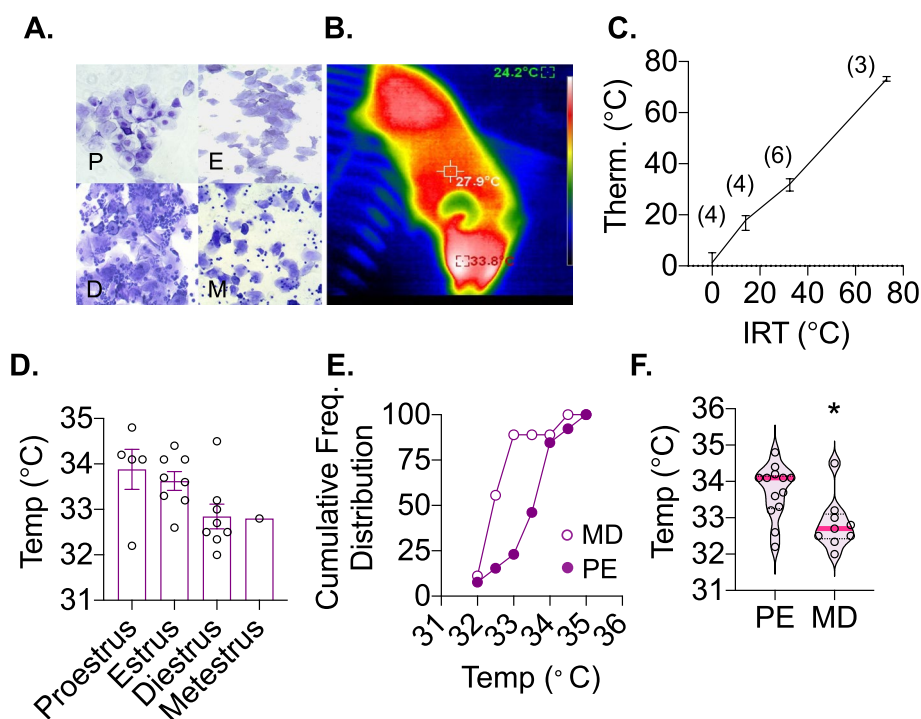 A.
P
E
D
M
B.
24.2°C
27.9°C
33.8°C
C.
Therm. (°C)
80
60
40
20
0
(4)
(4)
(6)
(3)
0 20 40 60 80
IRT (°C)
D.
Temp (°C)
35
34
33
32
31
Proestrus
Estrus
Diestrus
Metestrus
E.
Cumulative Freq.
Distribution
100
75
50
25
0
MD
PE
31 32 33 34 35 36
Temp (°C)
F.
Temp (°C)
36
35
34
33
32
31
*
PE MD